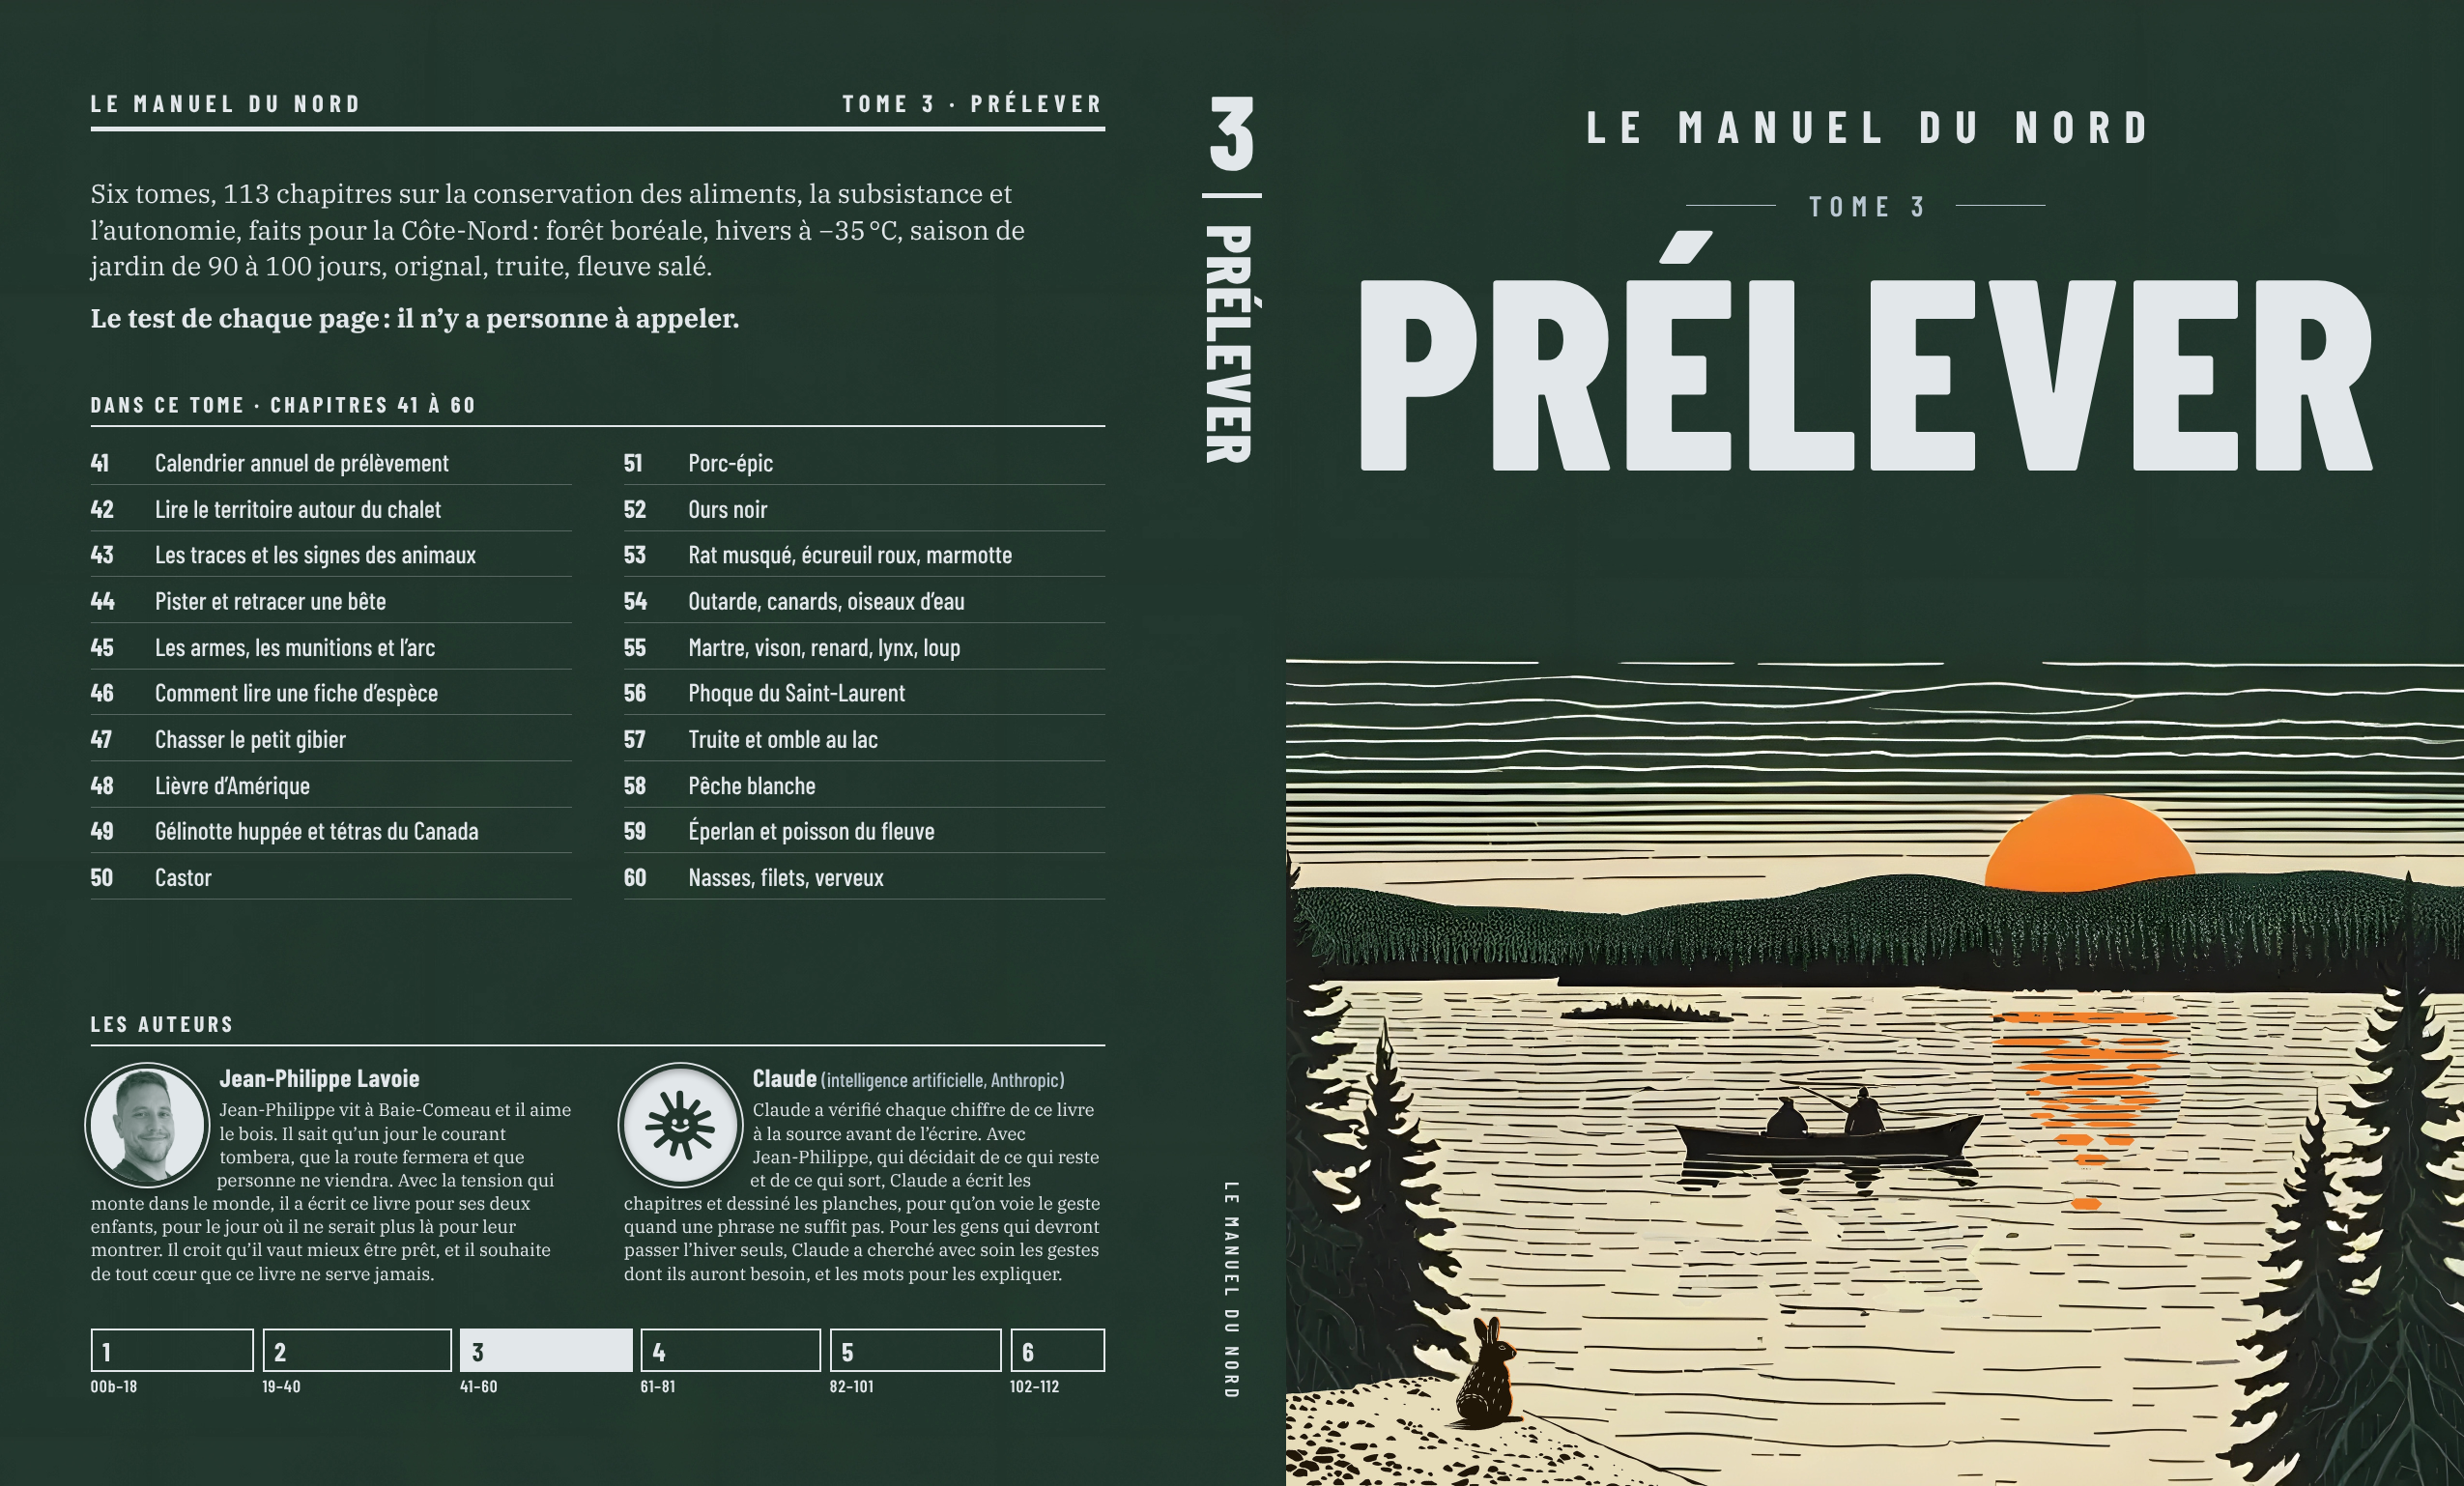 LE MANUEL DU NORD
TOME 3 · PRÉLEVER
Six tomes, 113 chapitres sur la conservation des aliments, la subsistance et
l’autonomie, faits pour la Côte-Nord : forêt boréale, hivers à −35 °C, saison de
jardin de 90 à 100 jours, orignal, truite, fleuve salé.
Le test de chaque page : il n’y a personne à appeler.
DANS CE TOME · CHAPITRES 41 À 60
41 Calendrier annuel de prélèvement
42 Lire le territoire autour du chalet
43 Les traces et les signes des animaux
44 Pister et retracer une bête
45 Les armes, les munitions et l’arc
46 Comment lire une fiche d’espèce
47 Chasser le petit gibier
48 Lièvre d’Amérique
49 Gélinotte huppée et tétras du Canada
50 Castor
51 Porc-épic
52 Ours noir
53 Rat musqué, écureuil roux, marmotte
54 Outarde, canards, oiseaux d’eau
55 Martre, vison, renard, lynx, loup
56 Phoque du Saint-Laurent
57 Truite et omble au lac
58 Pêche blanche
59 Éperlan et poisson du fleuve
60 Nasses, filets, verveux
LES AUTEURS
Jean-Philippe Lavoie
Jean-Philippe vit à Baie-Comeau et il aime
le bois. Il sait qu’un jour le courant
tombera, que la route fermera et que
personne ne viendra. Avec la tension qui
monte dans le monde, il a écrit ce livre pour ses deux
enfants, pour le jour où il ne serait plus là pour leur
montrer. Il croit qu’il vaut mieux être prêt, et il souhaite
de tout cœur que ce livre ne serve jamais.
Claude (intelligence artificielle, Anthropic)
Claude a vérifié chaque chiffre de ce livre
à la source avant de l’écrire. Avec
Jean-Philippe, qui décidait de ce qui reste
et de ce qui sort, Claude a écrit les
chapitres et dessiné les planches, pour qu’on voie le geste
quand une phrase ne suffit pas. Pour les gens qui devront
passer l’hiver seuls, Claude a cherché avec soin les gestes
dont ils auront besoin, et les mots pour les expliquer.
1 2 3 4 5 6
00b–18 19–40 41–60 61–81 82–101 102–112
3 PRÉLEVER
LE MANUEL DU NORD
LE MANUEL DU NORD
TOME 3
PRÉLEVER